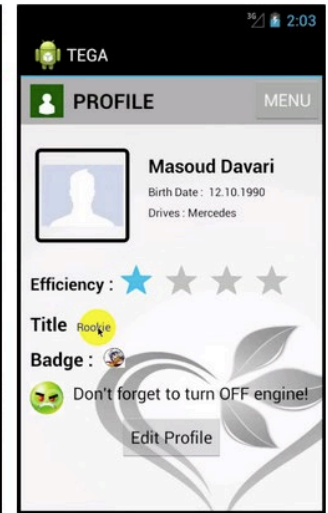 3G 2:03
TEGA
PROFILE MENU
Masoud Davari
Birth Date : 12.10.1990
Drives : Mercedes
Efficiency :
Title Rookie
Badge :
Don't forget to turn OFF engine!
Edit Profile